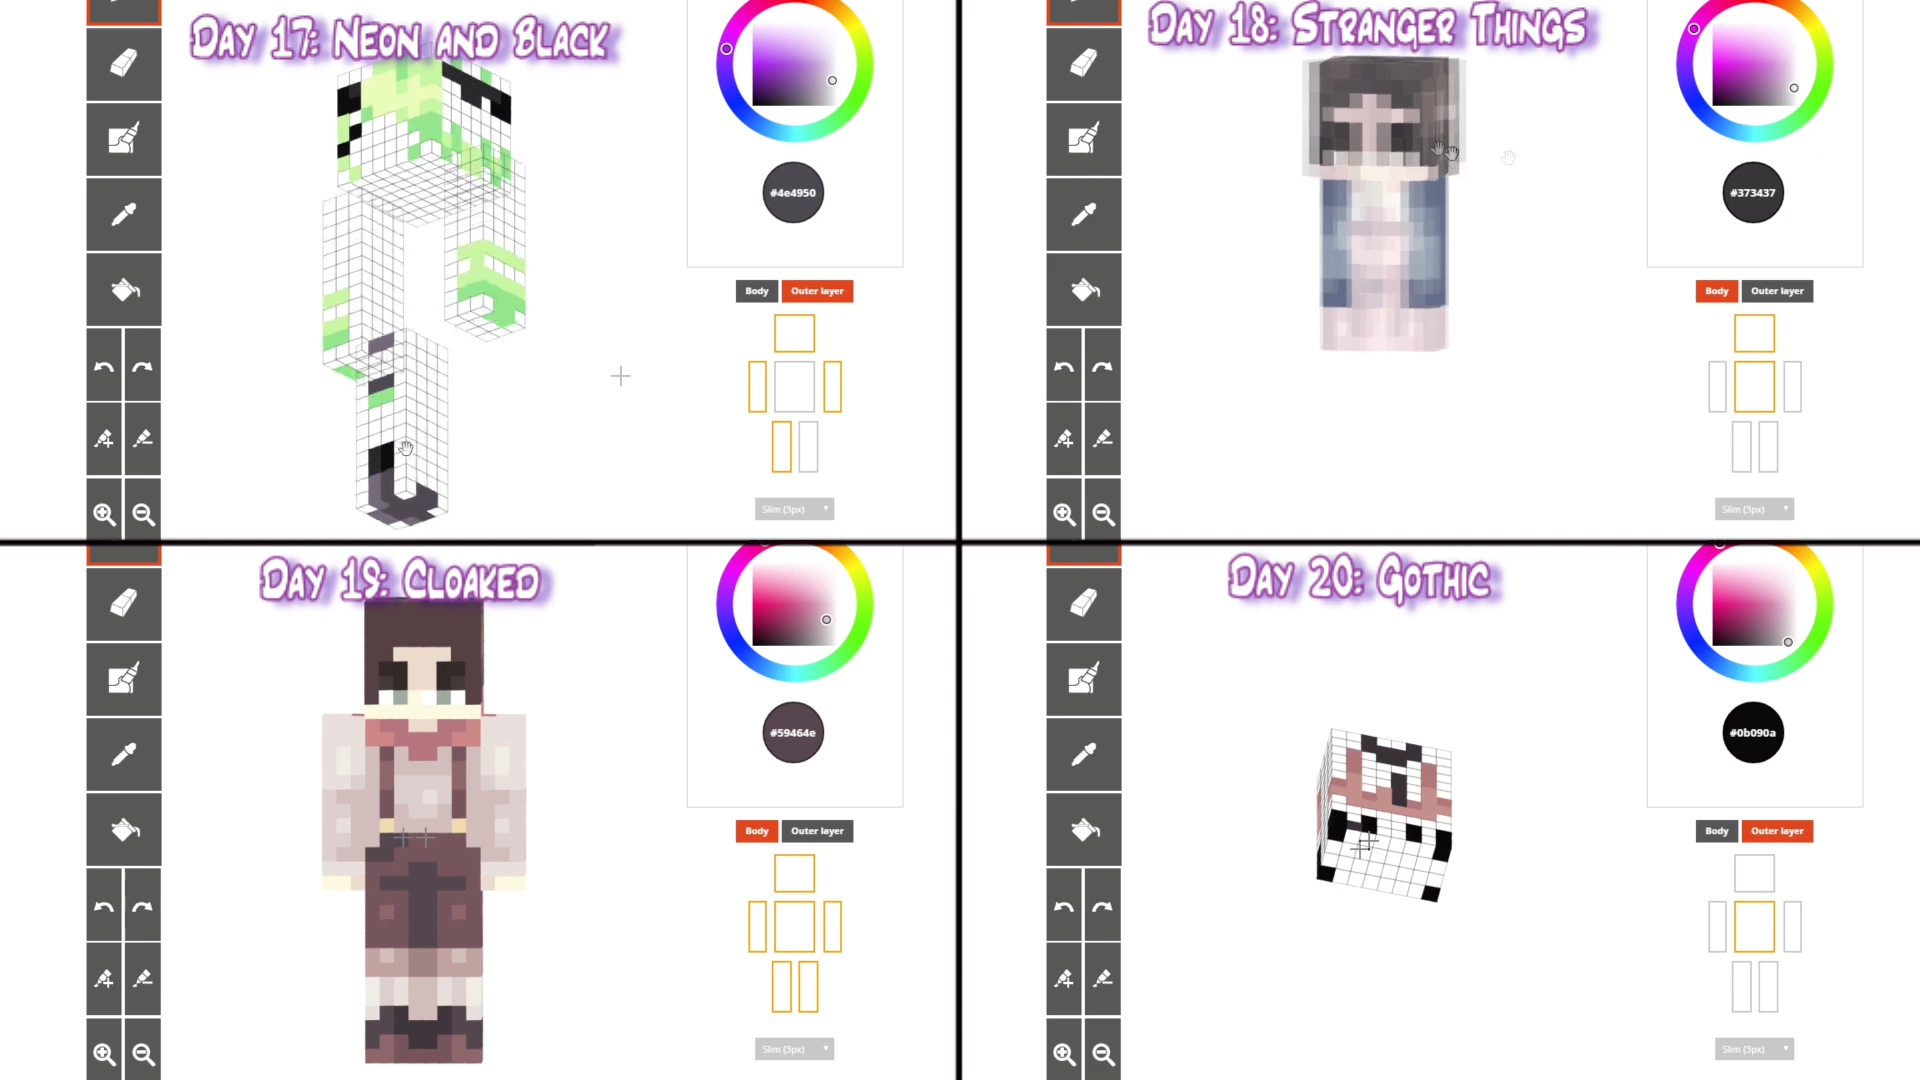 Day 17: Neon and Black
#4e4950
Body Outer layer
Slim (3px)
Day 18: Stranger Things
#373437
Body Outer layer
Slim (3px)
Day 19: Cloaked
#59464e
Body Outer layer
Slim (3px)
Day 20: Gothic
#0b090a
Body Outer layer
Slim (3px)